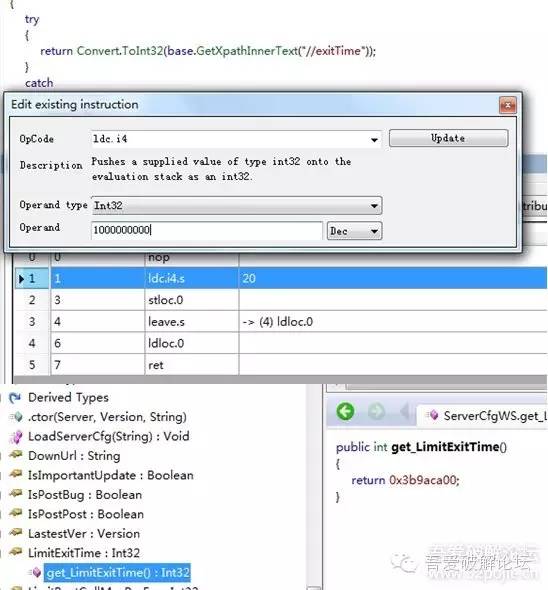 {
try
{
return Convert.ToInt32(base.GetXpathInnerText("//exitTime"));
}
catch
Edit existing instruction
OpCode
ldc.i4
Update
Description
Pushes a supplied value of type int32 onto the
evaluation stack as an int32.
Operand type
Int32
Operand
1000000000
Dec
tribu
0 0 nop
1 1 ldc.i4.s 20
2 3 stloc.0
3 4 leave.s -> (4) ldloc.0
4 6 ldloc.0
5 7 ret
Derived Types
.ctor(Server, Version, String)
LoadServerCfg(String) : Void
DownUrl : String
IsImportantUpdate : Boolean
IsPostBug : Boolean
IsPostPost : Boolean
LastestVer : Version
LimitExitTime : Int32
get_LimitExitTime() : Int32
ServerCfgWS.get_L
public int get_LimitExitTime()
{
return 0x3b9aca00;
}
吾爱破解论坛